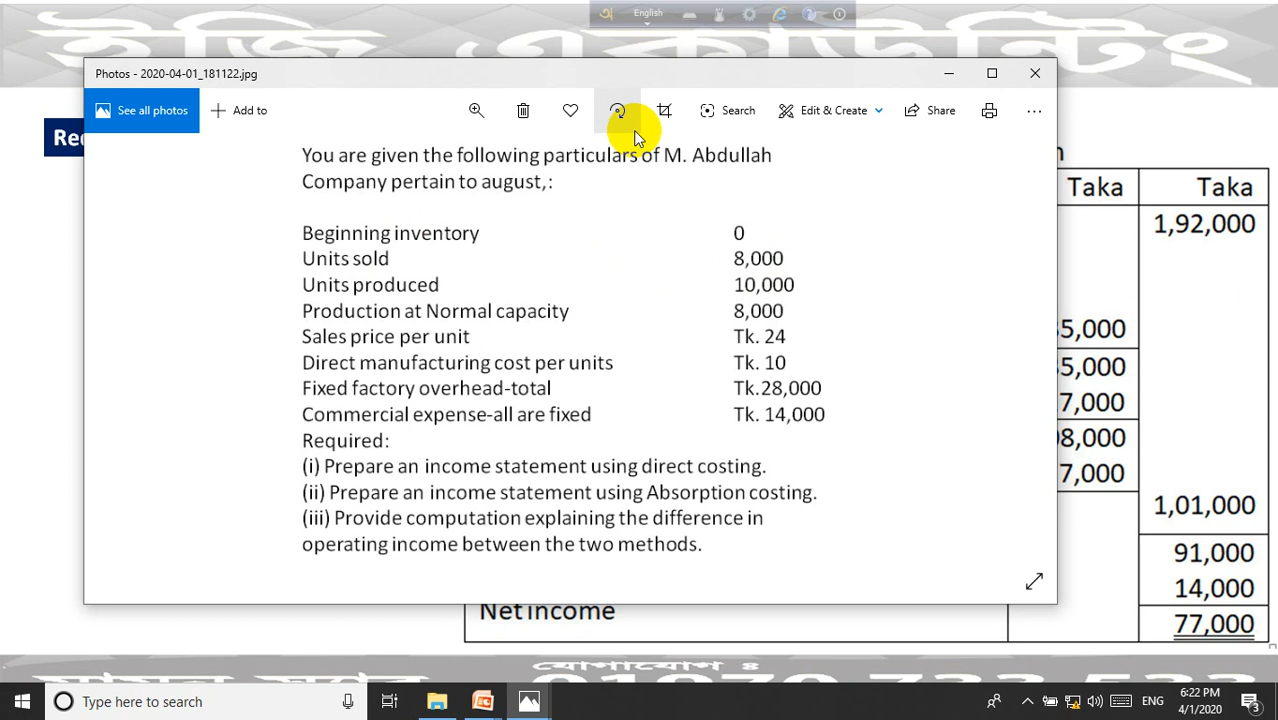 English
ইজি একাউন্টিং
Photos - 2020-04-01_181122.jpg
See all photos
Add to
Search
Edit & Create
Share
You are given the following particulars of M. Abdullah
Company pertain to august,:
Beginning inventory 0
Units sold 8,000
Units produced 10,000
Production at Normal capacity 8,000
Sales price per unit Tk. 24
Direct manufacturing cost per units Tk. 10
Fixed factory overhead-total Tk.28,000
Commercial expense-all are fixed Tk. 14,000
Required:
(i) Prepare an income statement using direct costing.
(ii) Prepare an income statement using Absorption costing.
(iii) Provide computation explaining the difference in
operating income between the two methods.
Taka Taka
1,92,000
5,000
5,000
7,000
8,000
7,000
1,01,000
91,000
14,000
Net income 77,000
যোগাযোগ ঃ
Type here to search
ENG
6:22 PM
4/1/2020
3